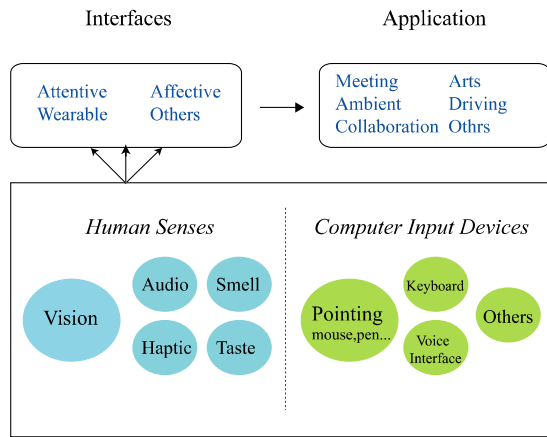 Interfaces
Application
Attentive
Affective
Wearable
Others
Meeting
Arts
Ambient
Driving
Collaboration
Othrs
Human Senses
Computer Input Devices
Vision
Audio
Smell
Haptic
Taste
Pointing
mouse,pen...
Keyboard
Voice
Interface
Others